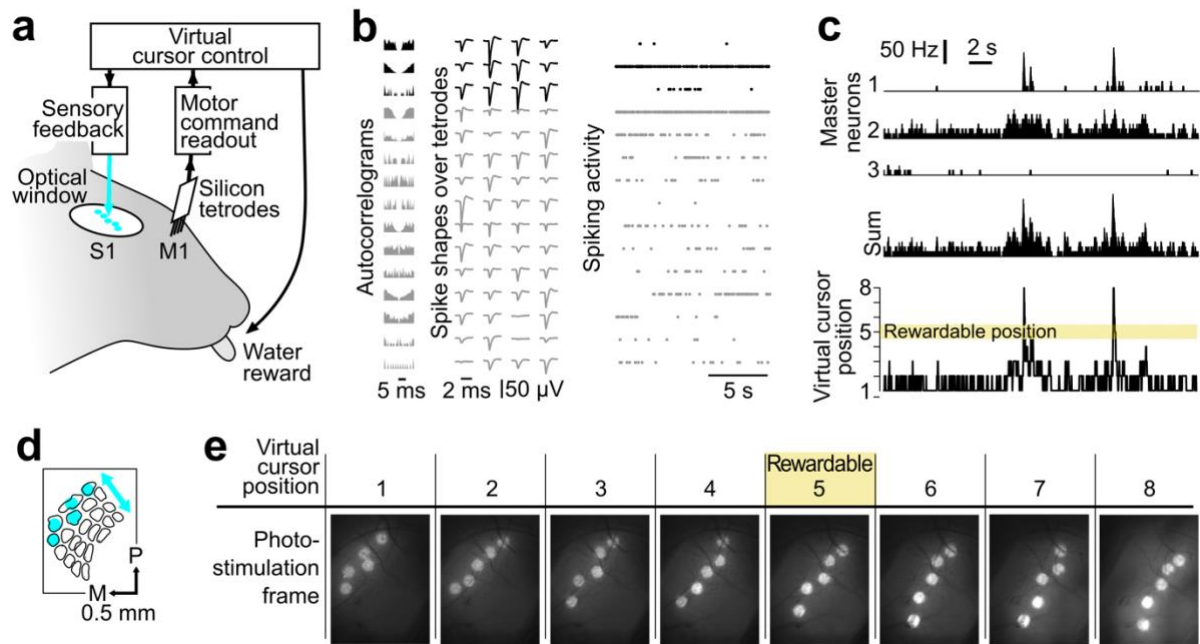 a
Virtual
cursor control
Sensory
feedback
Motor
command
readout
Optical
window
Silicon
tetrodes
S1
M1
Water
reward
b
Autocorrelograms
Spike shapes over tetrodes
Spiking activity
5 ms
2 ms
50 µV
5 s
c
50 Hz
2 s
Master
neurons
1
2
3
Sum
Virtual cursor
position
8
5
1
Rewardable position
d
P
M
0.5 mm
e
Virtual
cursor
position
Rewardable
1 2 3 4 5 6 7 8
Photo-
stimulation
frame